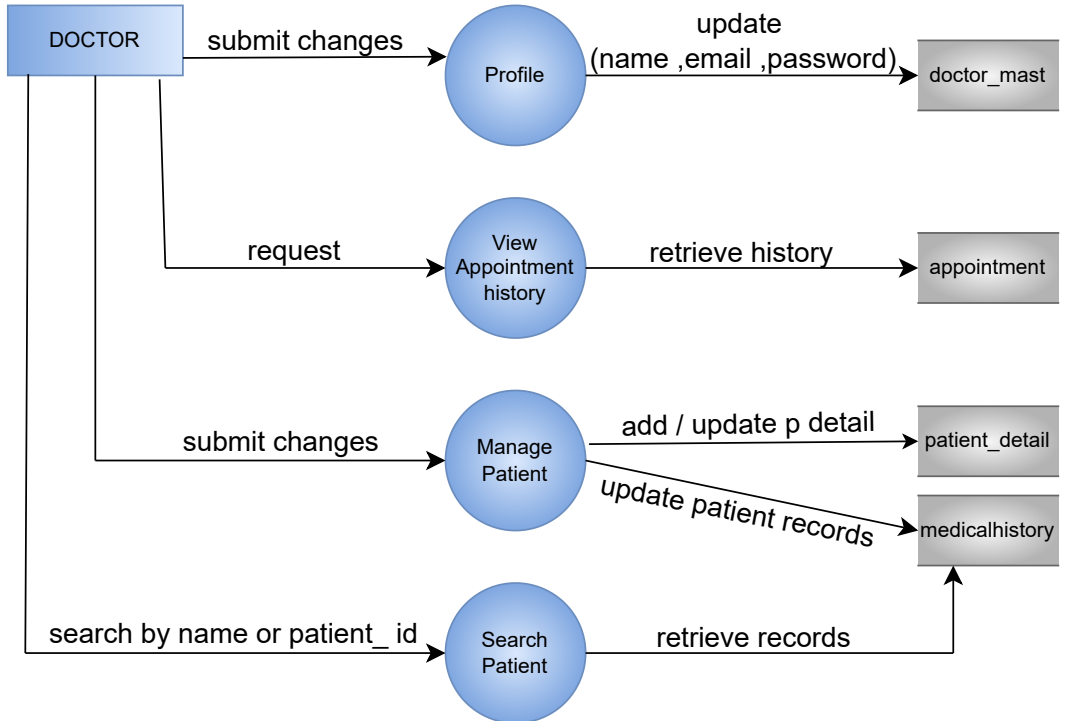 DOCTOR
submit changes
Profile
update
(name ,email ,password)
doctor_mast
request
View
Appointment
history
retrieve history
appointment
submit changes
Manage
Patient
add / update p detail
patient_detail
update patient records
medicalhistory
search by name or patient_ id
Search
Patient
retrieve records